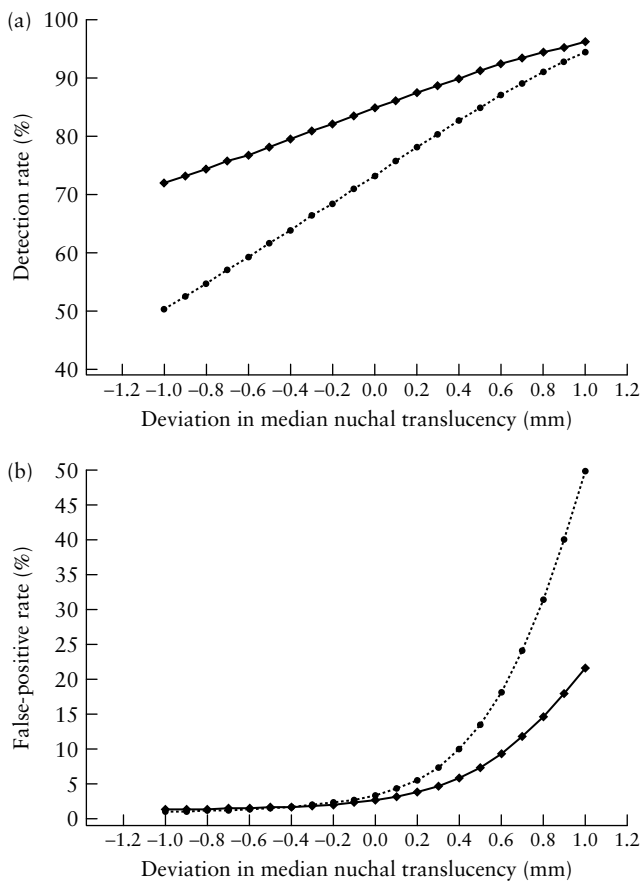 (a)
100
90
80
70
60
50
40
Detection rate (%)
−1.2 −1.0 −0.8 −0.6 −0.4 −0.2 0.0 0.2 0.4 0.6 0.8 1.0 1.2
Deviation in median nuchal translucency (mm)
(b)
50
45
40
35
30
25
20
15
10
5
0
False-positive rate (%)
−1.2 −1.0 −0.8 −0.6 −0.4 −0.2 0.0 0.2 0.4 0.6 0.8 1.0 1.2
Deviation in median nuchal translucency (mm)